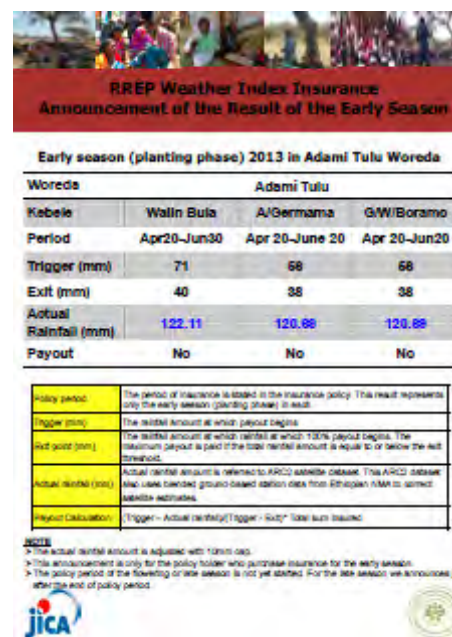 RREP Weather Index Insurance
Announcement of the Result of the Early Season
Early season (planting phase) 2013 in Adami Tulu Woreda
Woreda Adami Tulu
Kebele Walin Bula A/Germama G/W/Boramo
Period Apr20-Jun30 Apr 20-June 20 Apr 20-Jun20
Trigger (mm) 71 58 58
Exit (mm) 40 38 38
Actual
Rainfall (mm) 122.11 120.88 120.88
Payout No No No
Policy period The period of insurance is stated in the insurance policy. This result represents
only the early season (planting phase) in each
Trigger (mm) The rainfall amount at which payout begins
Exit point (mm) The rainfall amount at which rainfall at which 100% payout begins. The
maximum payout is paid if the total rainfall amount is equal to or below the exit
threshold.
Actual rainfall (mm) Actual rainfall amount is referred to ARC2 satellite dataset. This ARC2 dataset
also uses blended ground-based station data from Ethiopian NMA to correct
satellite estimates.
Payout Calculation (Trigger – Actual rainfall)/(Trigger - Exit)* Total sum insured
NOTE
➢The actual rainfall amount is adjusted with 10mm cap.
➢This announcement is only for the policy holder who purchase insurance for the early season.
➢The policy period of the flowering or late season is not yet started. For the late season we announces
after the end of policy period.
jICA